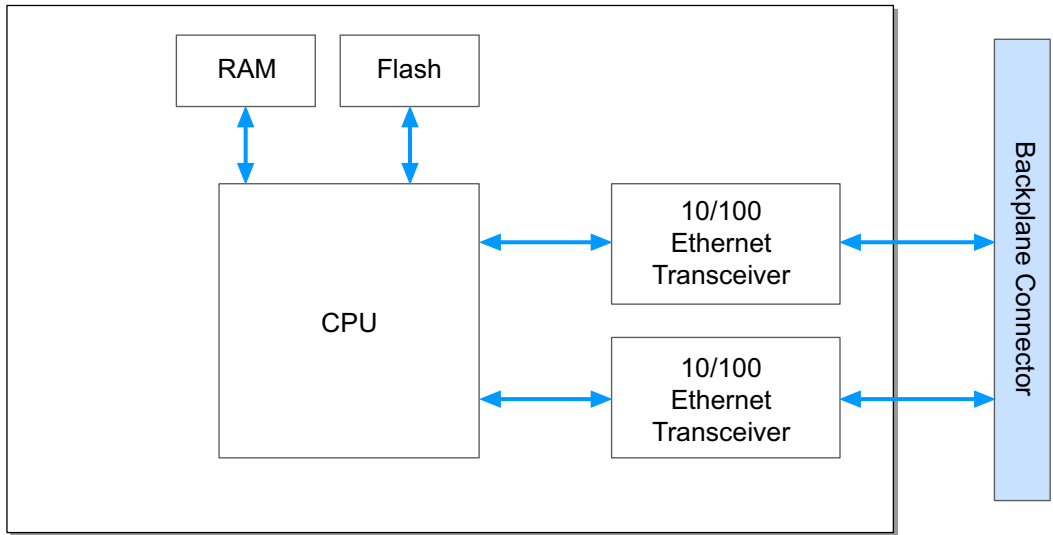 RAM
Flash
CPU
10/100
Ethernet
Transceiver
10/100
Ethernet
Transceiver
Backplane Connector